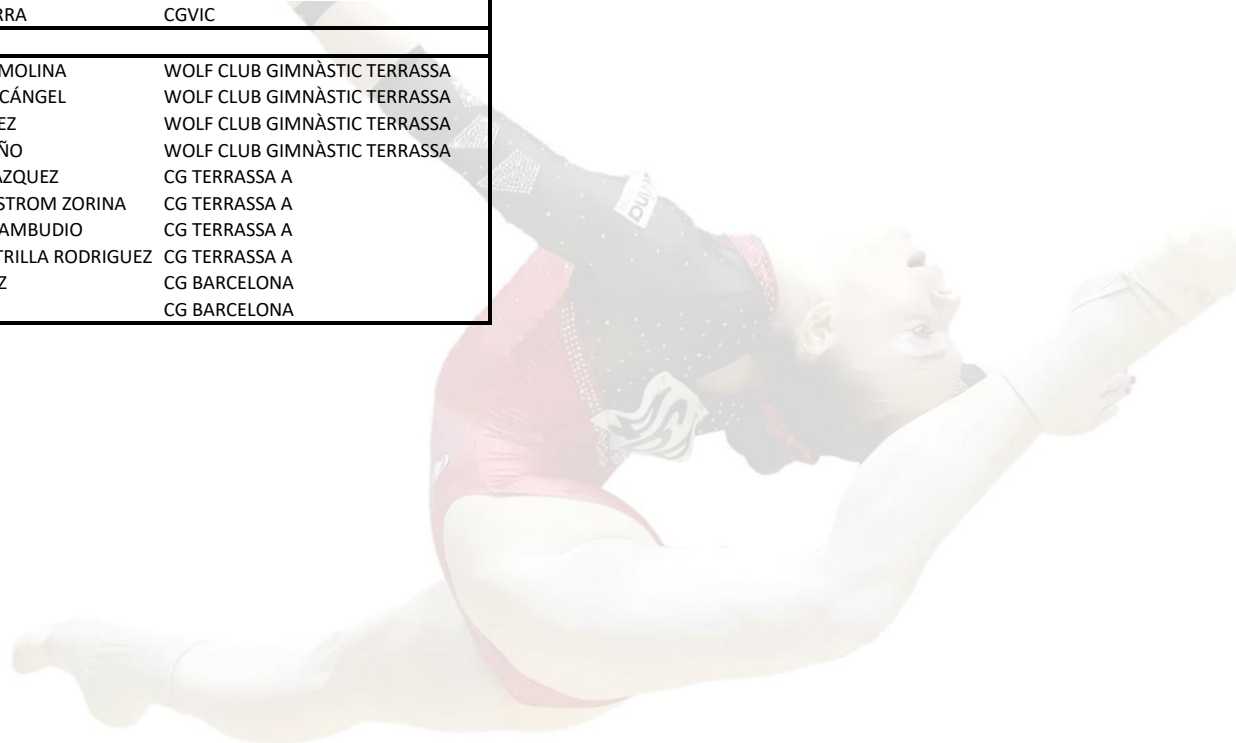 RRA CGVIC
MOLINA WOLF CLUB GIMNÀSTIC TERRASSA
CÁNGEL WOLF CLUB GIMNÀSTIC TERRASSA
EZ WOLF CLUB GIMNÀSTIC TERRASSA
ÑO WOLF CLUB GIMNÀSTIC TERRASSA
ÁZQUEZ CG TERRASSA A
STROM ZORINA CG TERRASSA A
AMBUDIO CG TERRASSA A
TRILLA RODRIGUEZ CG TERRASSA A
Z CG BARCELONA
CG BARCELONA